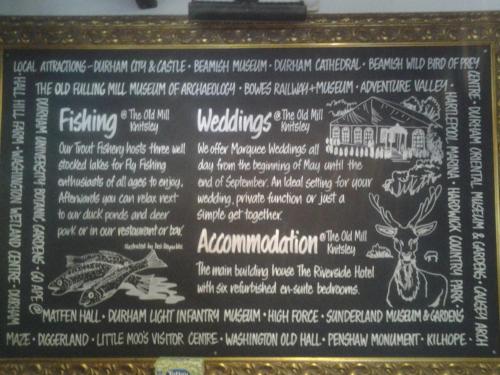 LOCAL ATTRACTIONS - DURHAM CITY & CASTLE · BEAMISH MUSEUM · DURHAM CATHEDRAL · BEAMISH WILD BIRD OF PREY
CENTRE · DURHAM ORIENTAL MUSEUM & GARDENS · CAUSEY ARCH
THE OLD FULLING MILL MUSEUM OF ARCHAEOLOGY · BOWES RAILWAY + MUSEUM · ADVENTURE VALLEY ·
HARTLEPOOL MARINA · HARDWICK COUNTRY PARK
· HALL HILL FARM · WASHINGTON WETLAND CENTRE · DURHAM
DURHAM UNIVERSITY BOTANIC GARDENS · GO APE @
Fishing @ The Old Mill
Knitsley
Our Trout Fishery hosts three well
stocked lakes for Fly Fishing
enthusiasts of all ages to enjoy.
Afterwards you can relax next
to our duck ponds and deer
park or in our restaurant or bar.
Illustrated by
Weddings @ The Old Mill
Knitsley
We offer Marquee Weddings all
day from the beginning of May until the
end of September. An Ideal setting for your
wedding, private function or just a
simple get together.
Accommodation @ The Old Mill
Knitsley
The main building house The Riverside Hotel
with six refurbished en-suite bedrooms.
MATFEN HALL · DURHAM LIGHT INFANTRY MUSEUM · HIGH FORCE · SUNDERLAND MUSEUM & GARDENS
MAZE · DIGGERLAND · LITTLE MOO'S VISITOR CENTRE · WASHINGTON OLD HALL · PENSHAW MONUMENT · KILHOPE ·